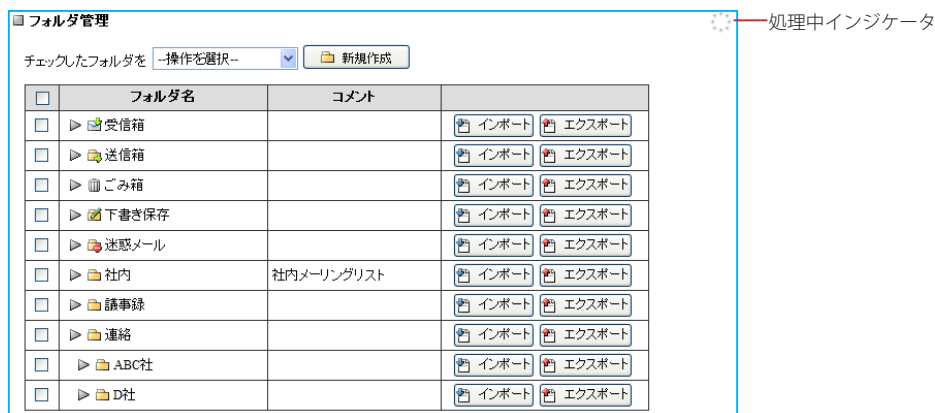 フォルダ管理
処理中インジケータ
チェックしたフォルダを --操作を選択-- 新規作成
フォルダ名 コメント
受信箱 インポート エクスポート
送信箱 インポート エクスポート
ごみ箱 インポート エクスポート
下書き保存 インポート エクスポート
迷惑メール インポート エクスポート
社内 社内メーリングリスト インポート エクスポート
議事録 インポート エクスポート
連絡 インポート エクスポート
ABC社 インポート エクスポート
D社 インポート エクスポート